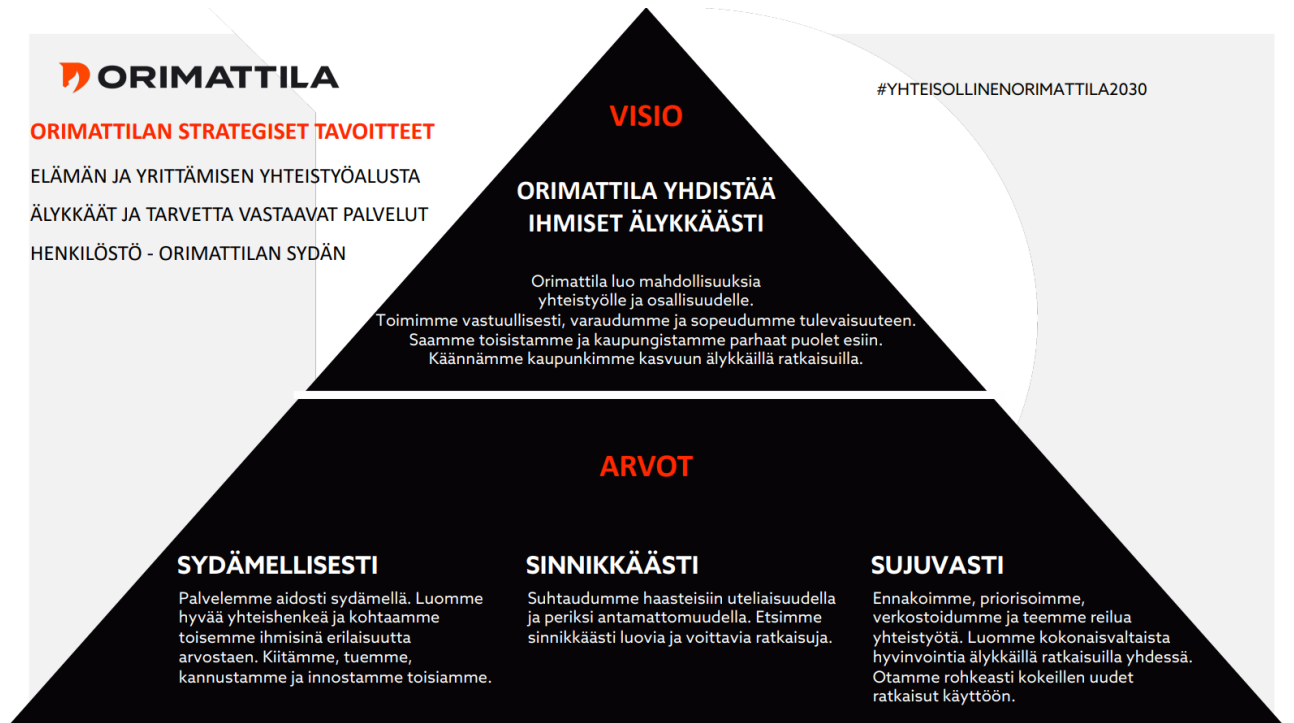 ORIMATTILA
#YHTEISOLLINENORIMATTILA2030
ORIMATTILAN STRATEGISET TAVOITTEET
ELÄMÄN JA YRITTÄMISEN YHTEISTYÖALUSTA
ÄLYKKÄÄT JA TARVETTA VASTAAVAT PALVELUT
HENKILÖSTÖ - ORIMATTILAN SYDÄN
VISIO
ORIMATTILA YHDISTÄÄ
IHMISET ÄLYKKÄÄSTI
Orimattila luo mahdollisuuksia
yhteistyölle ja osallisuudelle.
Toimimme vastuullisesti, varaudumme ja sopeudumme tulevaisuuteen.
Saamme toisistamme ja kaupungistamme parhaat puolet esiin.
Käännämme kaupunkimme kasvuun älykkäillä ratkaisuilla.
ARVOT
SYDÄMELLISESTI
Palvelemme aidosti sydämellä. Luomme
hyvää yhteishenkeä ja kohtaamme
toisemme ihmisinä erilaisuutta
arvostaen. Kiitämme, tuemme,
kannustamme ja innostamme toisiamme.
SINNIKKÄÄSTI
Suhtaudumme haasteisiin uteliaisuudella
ja periksi antamattomuudella. Etsimme
sinnikkäästi luovia ja voittavia ratkaisuja.
SUJUVASTI
Ennakoimme, priorisoimme,
verkostoidumme ja teemme reilua
yhteistyötä. Luomme kokonaisvaltaista
hyvinvointia älykkäillä ratkaisuilla yhdessä.
Otamme rohkeasti kokeillen uudet
ratkaisut käyttöön.